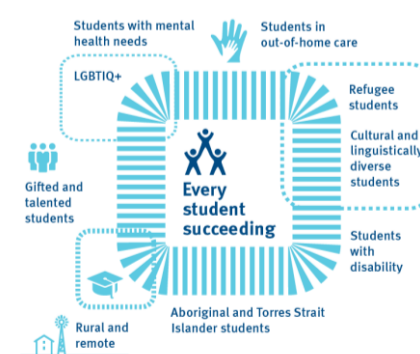 Students with mental
health needs
LGBTIQ+
Students in
out-of-home care
Refugee
students
Cultural and
linguistically
diverse
students
Gifted and
talented
students
Every
student
succeeding
Students
with
disability
Aboriginal and Torres Strait
Islander students
Rural and
remote